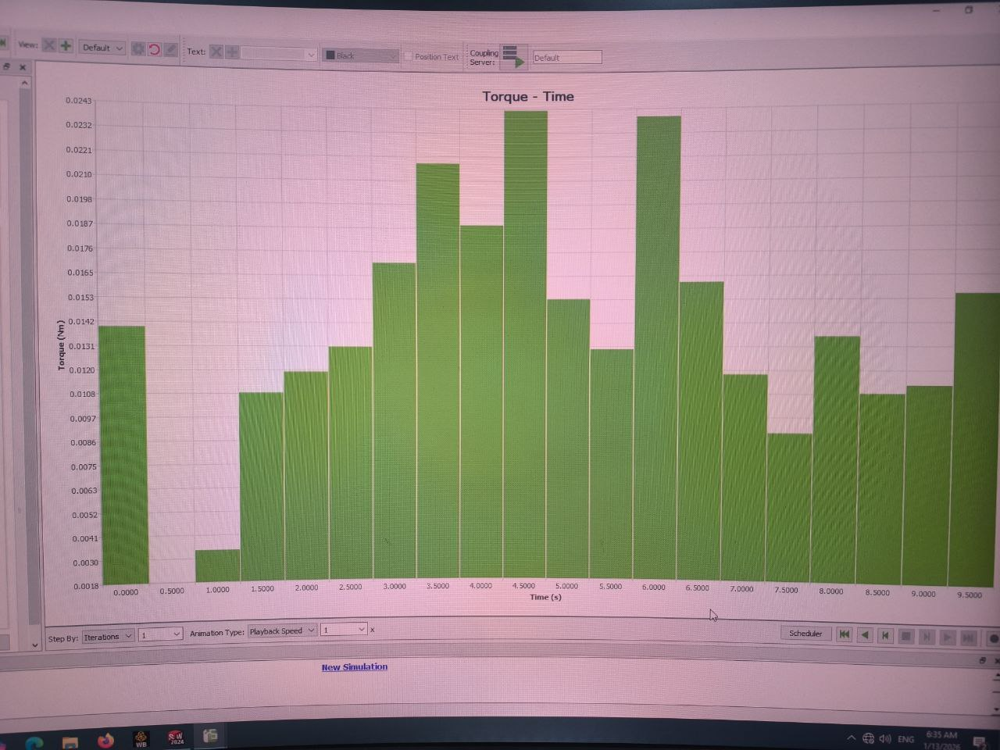 View: Default Text: Black Position Text Coupling Server: Default
Torque - Time
0.0243
0.0232
0.0221
0.0210
0.0198
0.0187
0.0176
0.0165
0.0153
0.0142
0.0131
0.0120
0.0108
0.0097
0.0086
0.0075
0.0063
0.0052
0.0041
0.0030
0.0018
Torque (Nm)
0.0000 0.5000 1.0000 1.5000 2.0000 2.5000 3.0000 3.5000 4.0000 4.5000 5.0000 5.5000 6.0000 6.5000 7.0000 7.5000 8.0000 8.5000 9.0000 9.5000
Time (s)
Step By: Iterations 1 Animation Type: Playback Speed 1 x Scheduler
New Simulation
WB
SW 2024
ENG
6:35 AM
1/13/2026